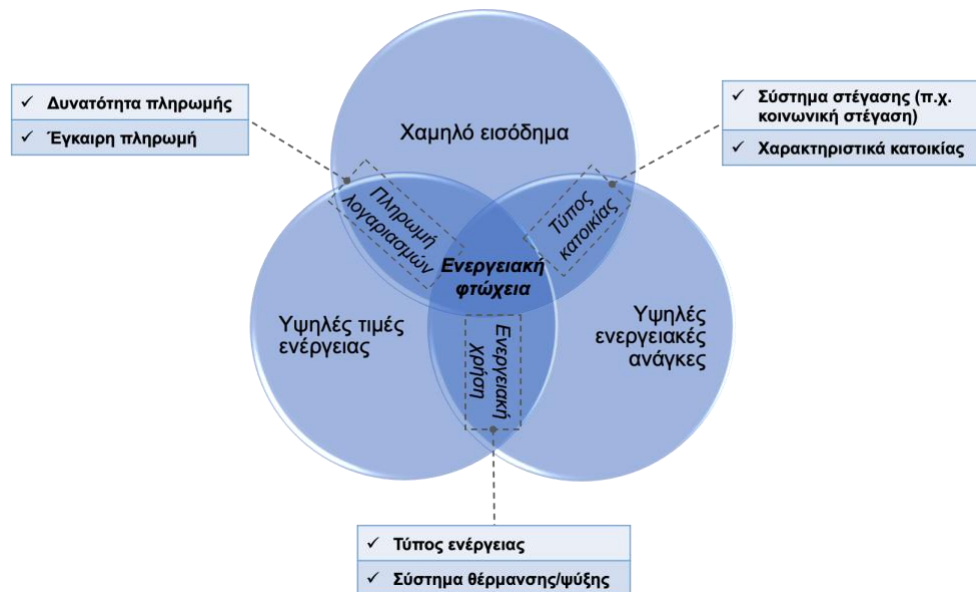 Χαμηλό εισόδημα
✓ Δυνατότητα πληρωμής
✓ Έγκαιρη πληρωμή
✓ Σύστημα στέγασης (π.χ.
κοινωνική στέγαση)
✓ Χαρακτηριστικά κατοικίας
Πληρωμή
λογαριασμών
Τύπος
κατοικίας
Ενεργειακή
φτώχεια
Υψηλές τιμές
ενέργειας
Ενεργειακή
χρήση
Υψηλές
ενεργειακές
ανάγκες
✓ Τύπος ενέργειας
✓ Σύστημα θέρμανσης/ψύξης